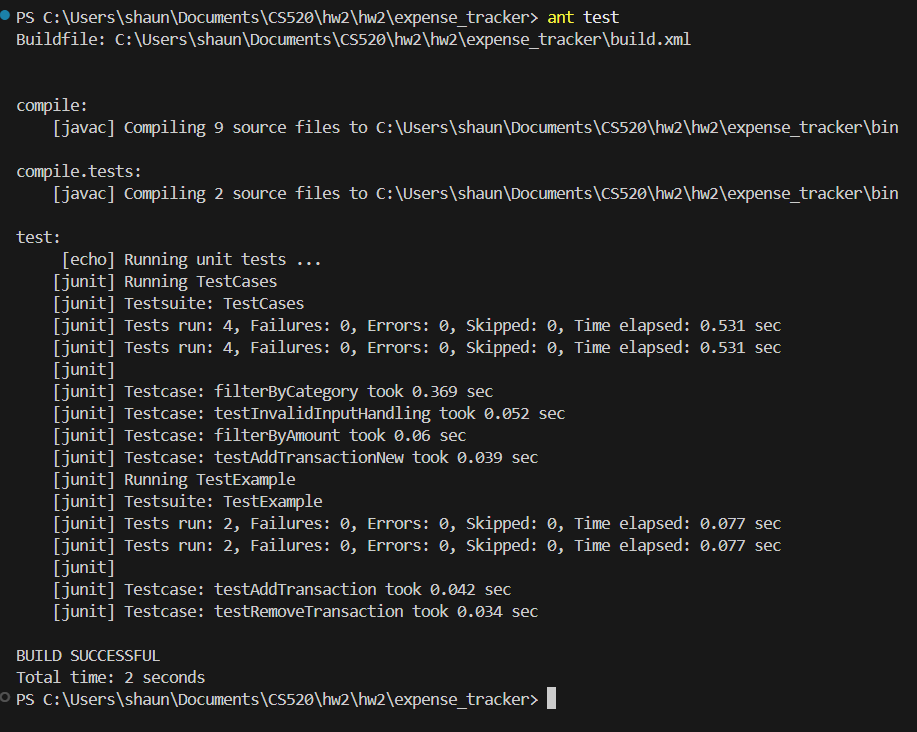 PS C:\Users\shaun\Documents\CS520\hw2\hw2\expense_tracker> ant test
Buildfile: C:\Users\shaun\Documents\CS520\hw2\hw2\expense_tracker\build.xml
compile:
[javac] Compiling 9 source files to C:\Users\shaun\Documents\CS520\hw2\hw2\expense_tracker\bin
compile.tests:
[javac] Compiling 2 source files to C:\Users\shaun\Documents\CS520\hw2\hw2\expense_tracker\bin
test:
[echo] Running unit tests ...
[junit] Running TestCases
[junit] Testsuite: TestCases
[junit] Tests run: 4, Failures: 0, Errors: 0, Skipped: 0, Time elapsed: 0.531 sec
[junit] Tests run: 4, Failures: 0, Errors: 0, Skipped: 0, Time elapsed: 0.531 sec
[junit]
[junit] Testcase: filterByCategory took 0.369 sec
[junit] Testcase: testInvalidInputHandling took 0.052 sec
[junit] Testcase: filterByAmount took 0.06 sec
[junit] Testcase: testAddTransactionNew took 0.039 sec
[junit] Running TestExample
[junit] Testsuite: TestExample
[junit] Tests run: 2, Failures: 0, Errors: 0, Skipped: 0, Time elapsed: 0.077 sec
[junit] Tests run: 2, Failures: 0, Errors: 0, Skipped: 0, Time elapsed: 0.077 sec
[junit]
[junit] Testcase: testAddTransaction took 0.042 sec
[junit] Testcase: testRemoveTransaction took 0.034 sec
BUILD SUCCESSFUL
Total time: 2 seconds
PS C:\Users\shaun\Documents\CS520\hw2\hw2\expense_tracker>